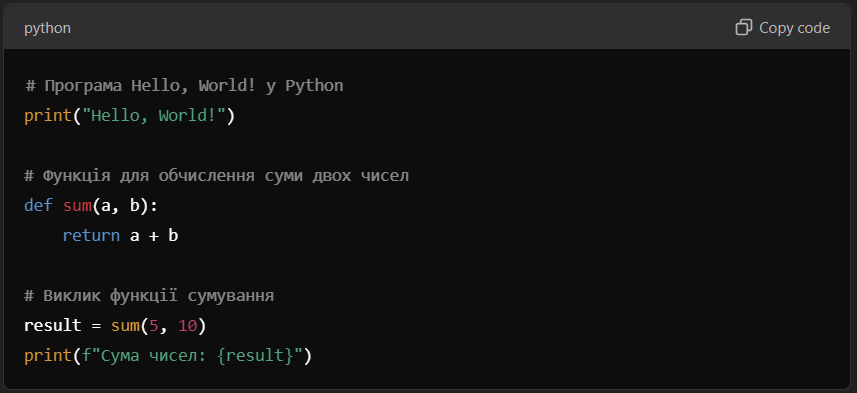 python
Copy code
# Програма Hello, World! у Python
print("Hello, World!")
# Функція для обчислення суми двох чисел
def sum(a, b):
    return a + b
# Виклик функції сумування
result = sum(5, 10)
print(f"Сума чисел: {result}")